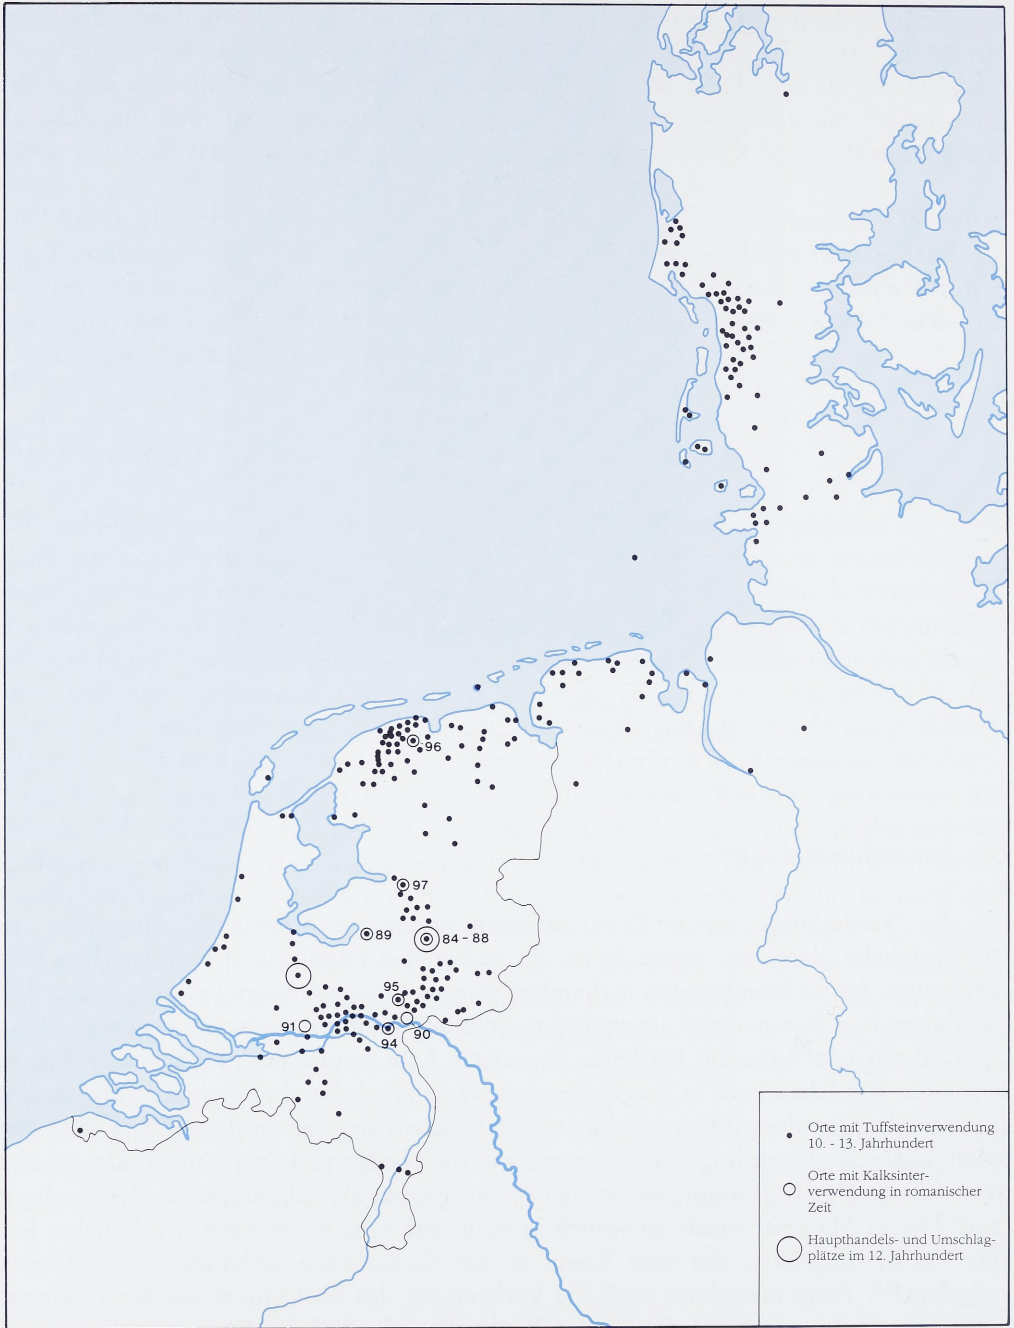 96
97
89
84 - 88
95
91
90
94
Orte mit Tuffsteinverwendung
10. - 13. Jahrhundert
Orte mit Kalksinter-
verwendung in romanischer
Zeit
Haupthandels- und Umschlag-
plätze im 12. Jahrhundert